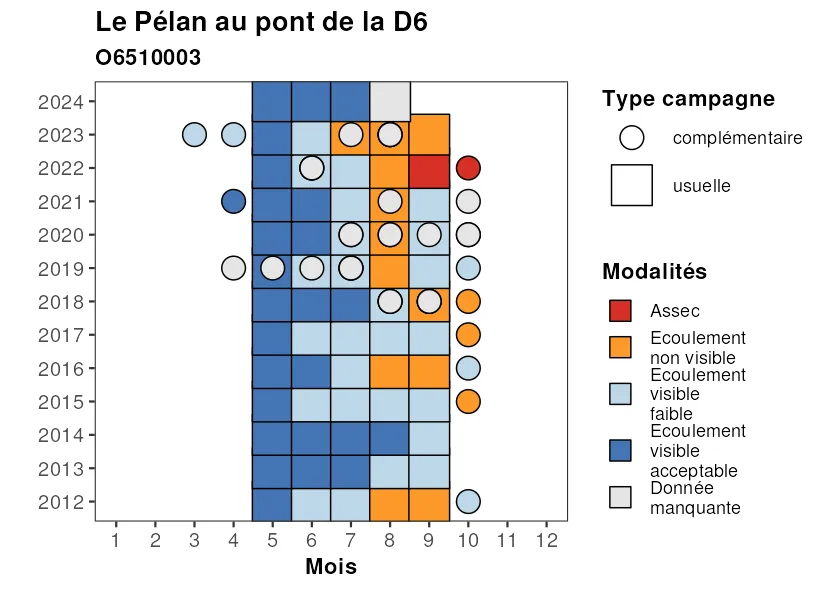 Le Pélan au pont de la D6
O6510003
2024
2023
2022
2021
2020
2019
2018
2017
2016
2015
2014
2013
2012
1 2 3 4 5 6 7 8 9 10 11 12
Mois
Type campagne
complémentaire
usuelle
Modalités
Assec
Ecoulement
non visible
Ecoulement
visible
faible
Ecoulement
visible
acceptable
Donnée
manquante